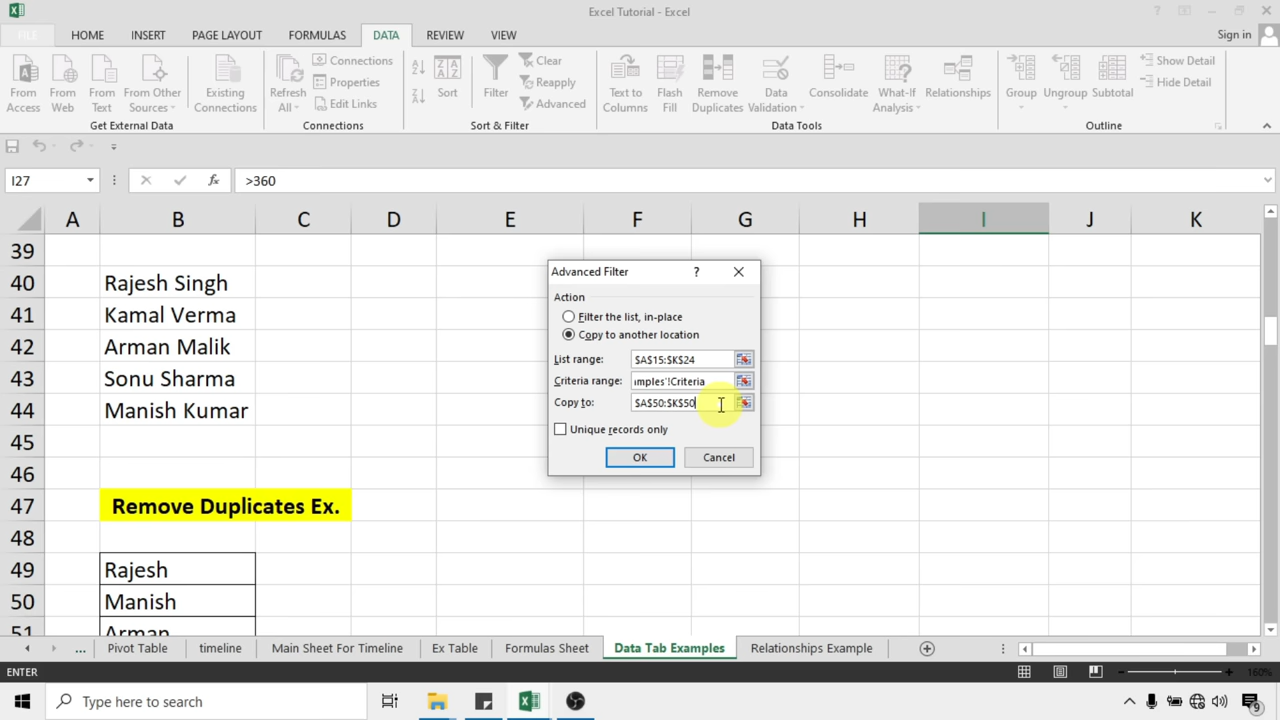 Excel Tutorial - Excel
FILE HOME INSERT PAGE LAYOUT FORMULAS DATA REVIEW VIEW Sign in
From Access
From Web
From Text
From Other Sources
Existing Connections
Get External Data
Refresh All
Connections
Properties
Edit Links
Connections
Sort
Filter
Clear
Reapply
Advanced
Sort & Filter
Text to Columns
Flash Fill
Remove Duplicates
Data Validation
Consolidate
What-If Analysis
Relationships
Data Tools
Group
Ungroup
Subtotal
Show Detail
Hide Detail
Outline
I27 fx >360
A B C D E F G H I J K
39
40 Rajesh Singh
41 Kamal Verma
42 Arman Malik
43 Sonu Sharma
44 Manish Kumar
45
46
47 Remove Duplicates Ex.
48
49 Rajesh
50 Manish
51 Arman
Advanced Filter ?
Action
Filter the list, in-place
Copy to another location
List range: $A$15:$K$24
Criteria range: imples'!Criteria
Copy to: $A$50:$K$50
Unique records only
OK Cancel
... Pivot Table timeline Main Sheet For Timeline Ex Table Formulas Sheet Data Tab Examples Relationships Example
ENTER 160%
Type here to search 9